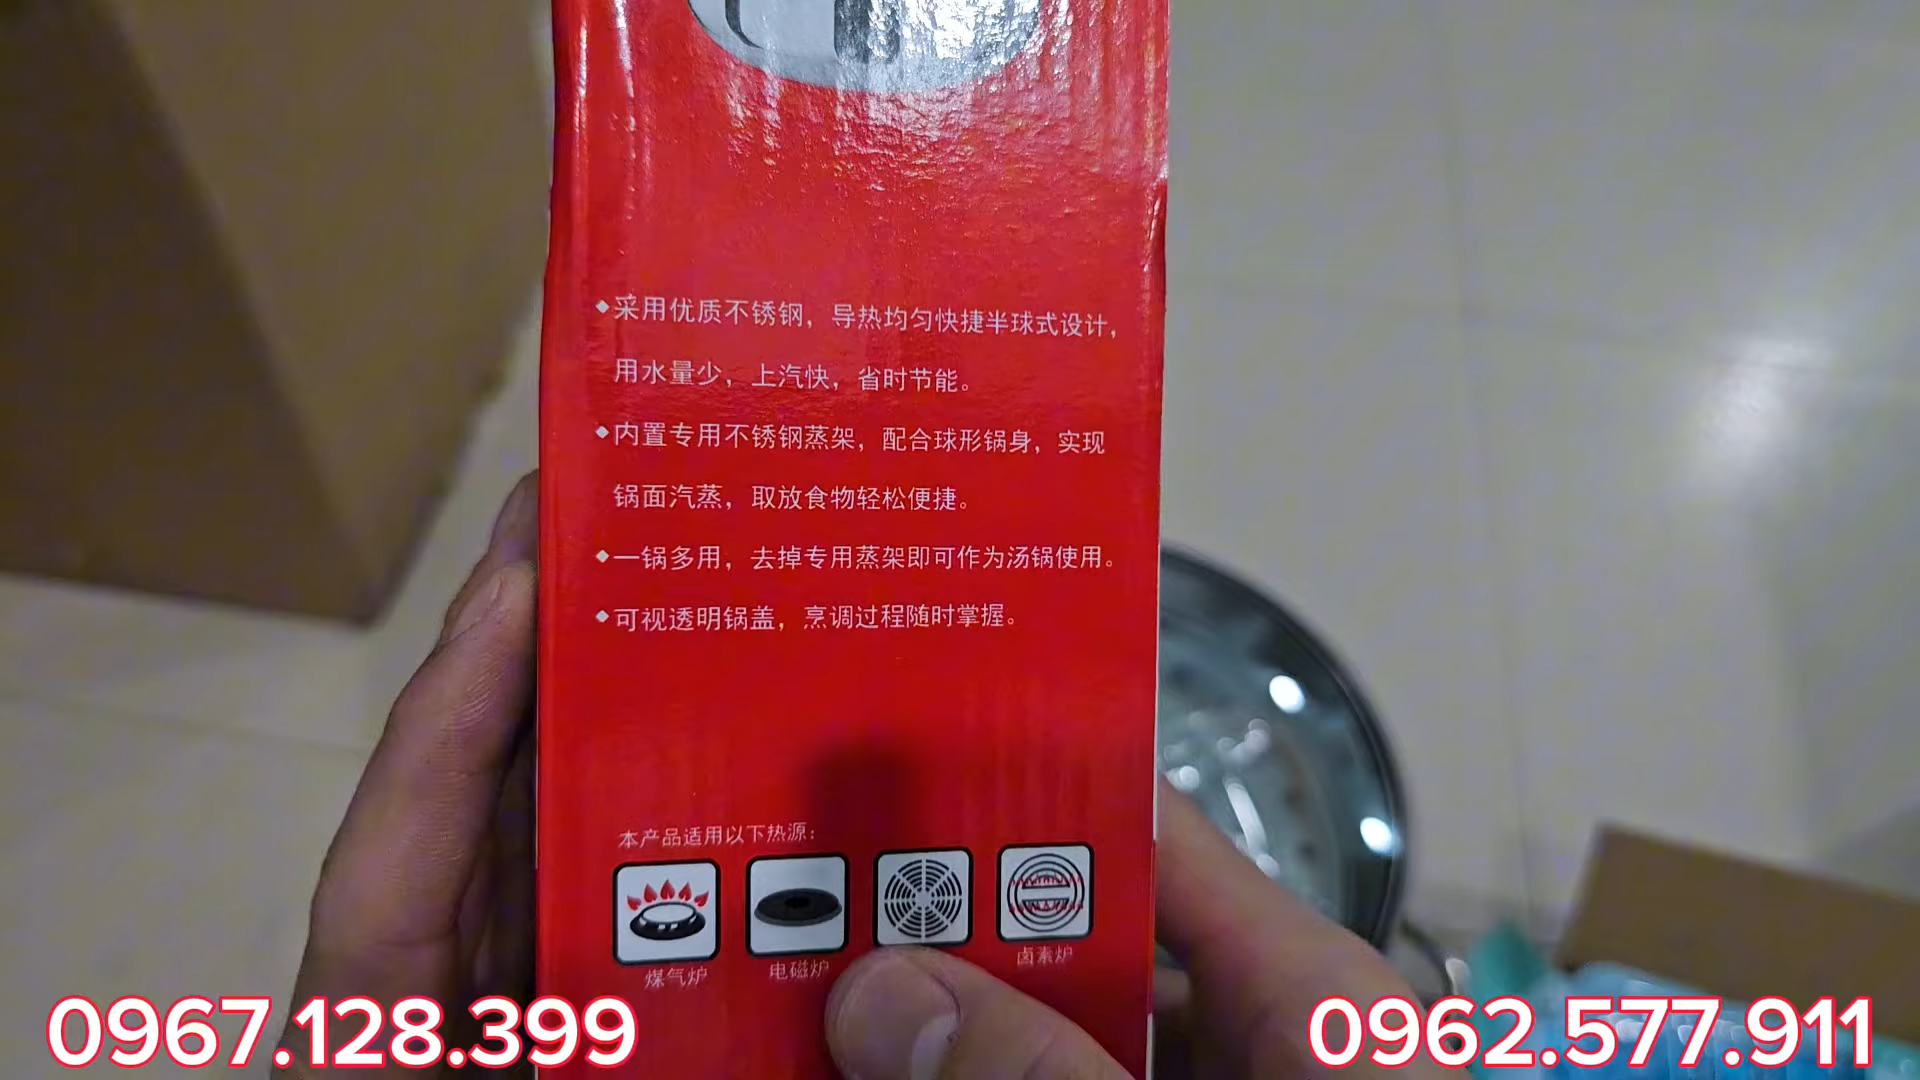 ◆采用优质不锈钢，导热均匀快捷半球式设计，
用水量少，上汽快，省时节能。
◆内置专用不锈钢蒸架，配合球形锅身，实现
锅面汽蒸，取放食物轻松便捷。
◆一锅多用，去掉专用蒸架即可作为汤锅使用。
◆可视透明锅盖，烹调过程随时掌握。
本产品适用以下热源：
煤气炉 电磁炉 卤素炉
0967.128.399
0962.577.911